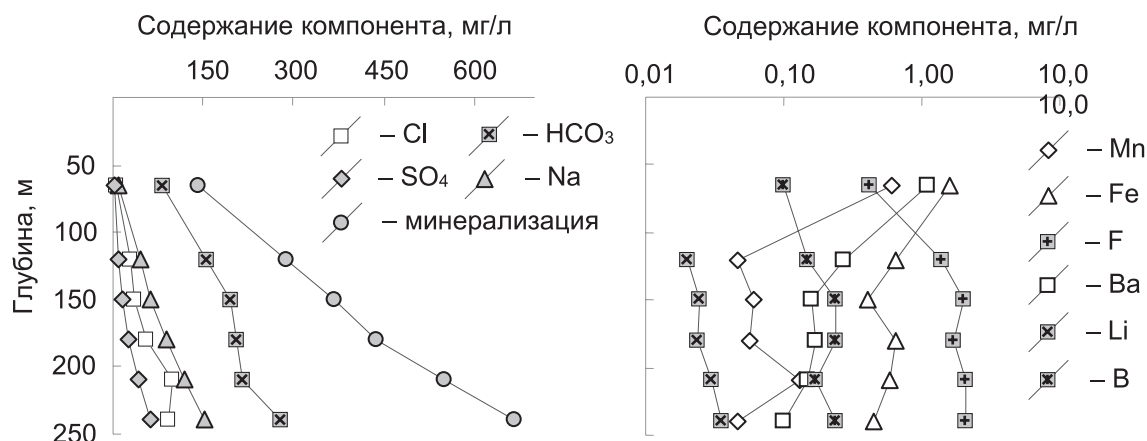 Содержание компонента, мг/л
150 300 450 600
– Cl – HCO₃
– SO₄ – Na
– минерализация
Глубина, м
50
100
150
200
250
Содержание компонента, мг/л
0,01 0,10 1,00 10,0
10,0
– Mn
– Fe
– F
– Ba
– Li
– B